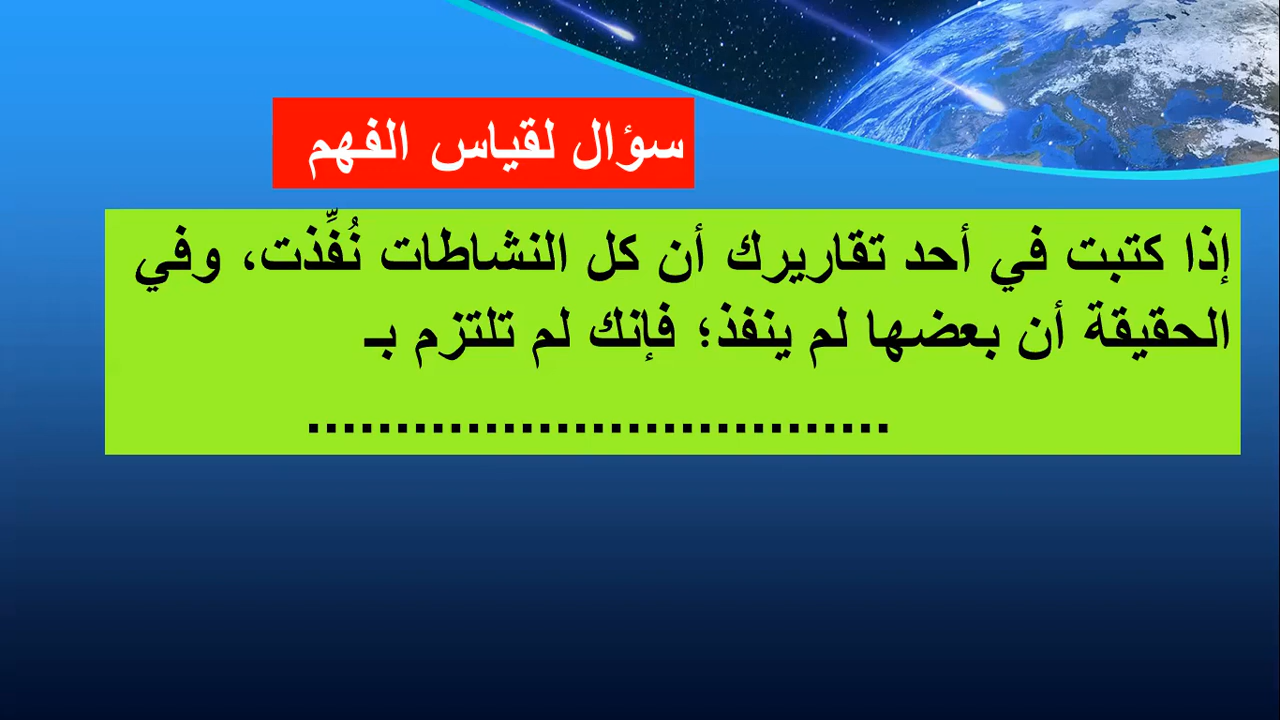 سؤال لقياس الفهم
إذا كتبت في أحد تقاريرك أن كل النشاطات نُفِّذت، وفي
الحقيقة أن بعضها لم ينفذ؛ فإنك لم تلتزم بـ
.................................